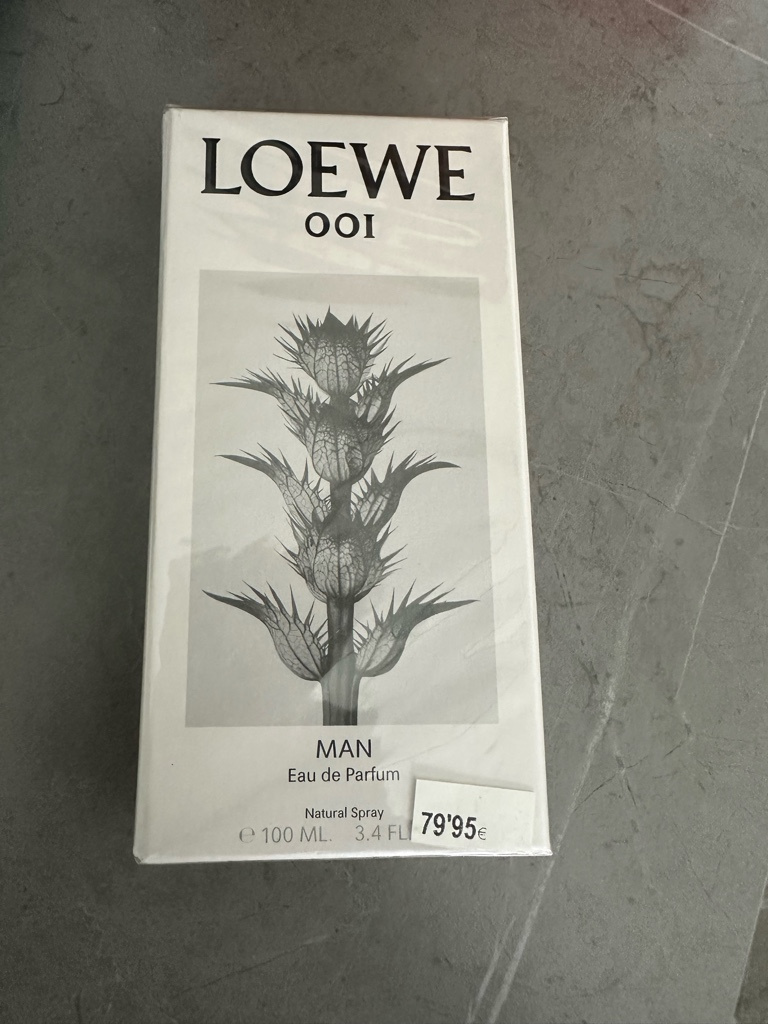 LOEWE
001
MAN
Eau de Parfum
Natural Spray
℮ 100 ML. 3.4 FL
79'95€